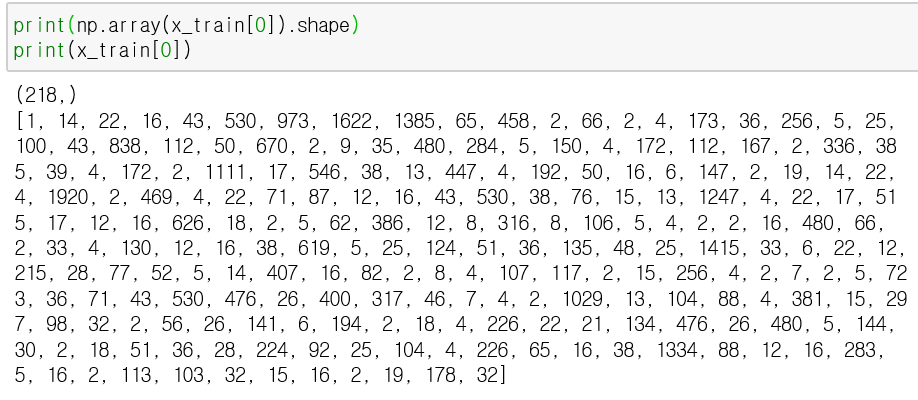 print(np.array(x_train[0]).shape)
print(x_train[0])
(218,)
[1, 14, 22, 16, 43, 530, 973, 1622, 1385, 65, 458, 2, 66, 2, 4, 173, 36, 256, 5, 25,
100, 43, 838, 112, 50, 670, 2, 9, 35, 480, 284, 5, 150, 4, 172, 112, 167, 2, 336, 38
5, 39, 4, 172, 2, 1111, 17, 546, 38, 13, 447, 4, 192, 50, 16, 6, 147, 2, 19, 14, 22,
4, 1920, 2, 469, 4, 22, 71, 87, 12, 16, 43, 530, 38, 76, 15, 13, 1247, 4, 22, 17, 51
5, 17, 12, 16, 626, 18, 2, 5, 62, 386, 12, 8, 316, 8, 106, 5, 4, 2, 2, 16, 480, 66,
2, 33, 4, 130, 12, 16, 38, 619, 5, 25, 124, 51, 36, 135, 48, 25, 1415, 33, 6, 22, 12,
215, 28, 77, 52, 5, 14, 407, 16, 82, 2, 8, 4, 107, 117, 2, 15, 256, 4, 2, 7, 2, 5, 72
3, 36, 71, 43, 530, 476, 26, 400, 317, 46, 7, 4, 2, 1029, 13, 104, 88, 4, 381, 15, 29
7, 98, 32, 2, 56, 26, 141, 6, 194, 2, 18, 4, 226, 22, 21, 134, 476, 26, 480, 5, 144,
30, 2, 18, 51, 36, 28, 224, 92, 25, 104, 4, 226, 65, 16, 38, 1334, 88, 12, 16, 283,
5, 16, 2, 113, 103, 32, 15, 16, 2, 19, 178, 32]